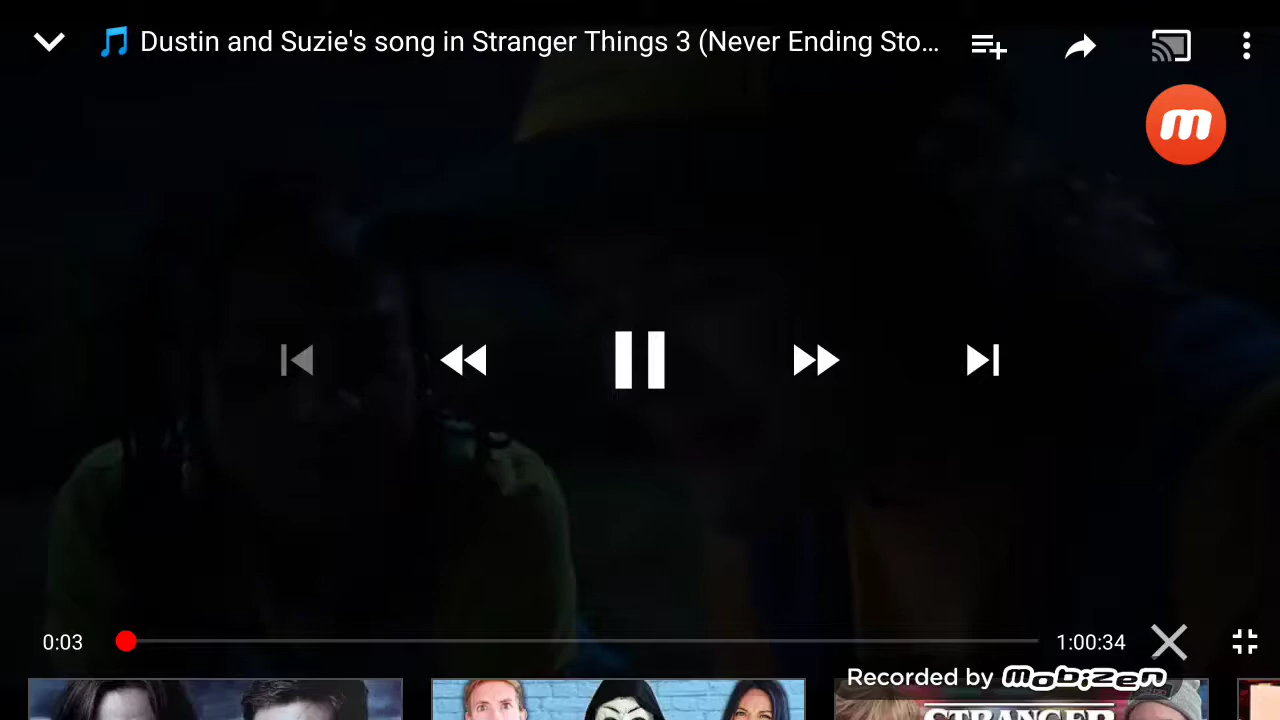 🎵 Dustin and Suzie's song in Stranger Things 3 (Never Ending Sto...
m
0:03
1:00:34
Recorded by mobizen
STRANGER